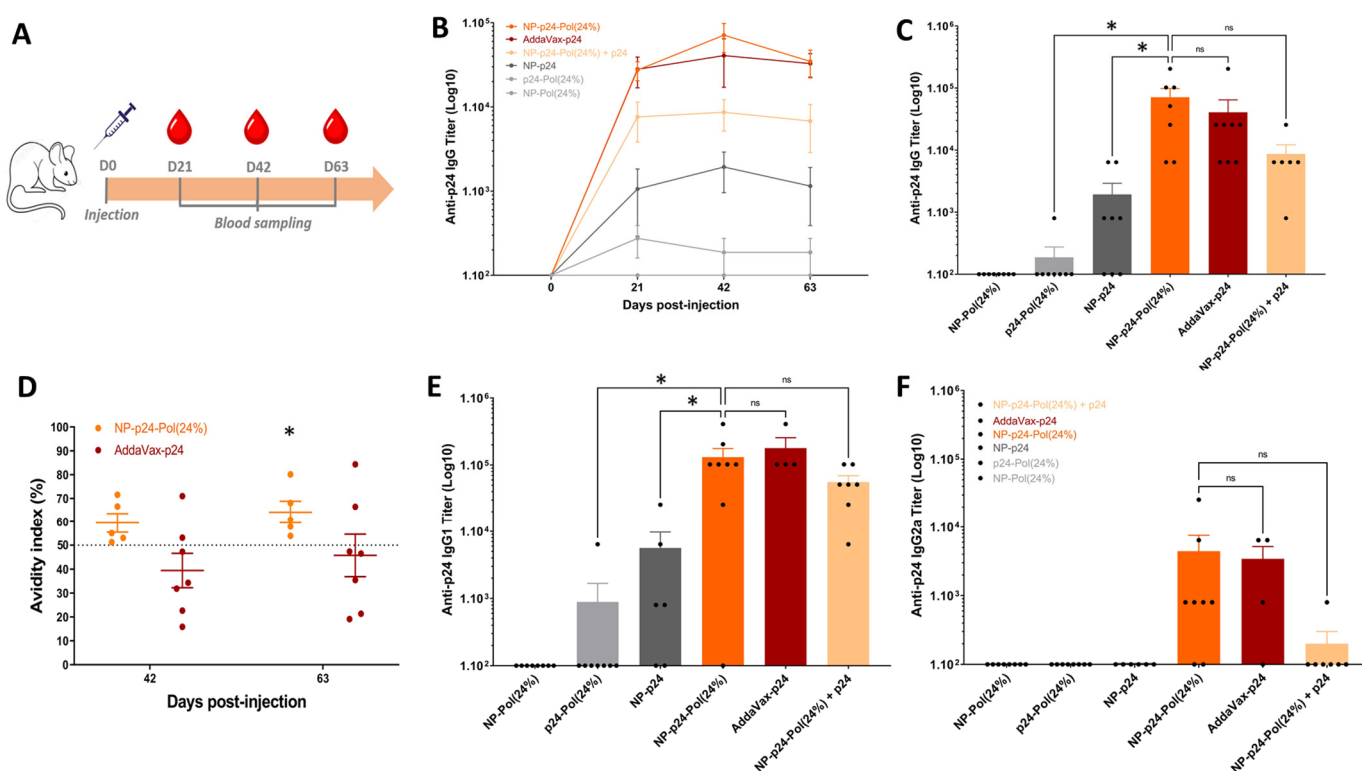 A
D0
D21
D42
D63
Injection
Blood sampling
B
NP-p24-Pol(24%)
AddaVax-p24
NP-p24-Pol(24%) + p24
NP-p24
p24-Pol(24%)
NP-Pol(24%)
Anti-p24 IgG Titer (Log10)
1.10⁵
1.10⁴
1.10³
1.10²
0
21
42
63
Days post-injection
C
Anti-p24 IgG Titer (Log10)
1.10⁶
1.10⁵
1.10⁴
1.10³
1.10²
*
*
ns
ns
NP-Pol(24%)
p24-Pol(24%)
NP-p24
NP-p24-Pol(24%)
AddaVax-p24
NP-p24-Pol(24%) + p24
D
NP-p24-Pol(24%)
AddaVax-p24
*
Avidity index (%)
100
90
80
70
60
50
40
30
20
10
0
42
63
Days post-injection
E
Anti-p24 IgG1 Titer (Log10)
1.10⁶
1.10⁵
1.10⁴
1.10³
1.10²
*
*
ns
ns
NP-Pol(24%)
p24-Pol(24%)
NP-p24
NP-p24-Pol(24%)
AddaVax-p24
NP-p24-Pol(24%) + p24
F
NP-p24-Pol(24%) + p24
AddaVax-p24
NP-p24-Pol(24%)
NP-p24
p24-Pol(24%)
NP-Pol(24%)
Anti-p24 IgG2a Titer (Log10)
1.10⁶
1.10⁵
1.10⁴
1.10³
1.10²
ns
ns
NP-Pol(24%)
p24-Pol(24%)
NP-p24
NP-p24-Pol(24%)
AddaVax-p24
NP-p24-Pol(24%) + p24